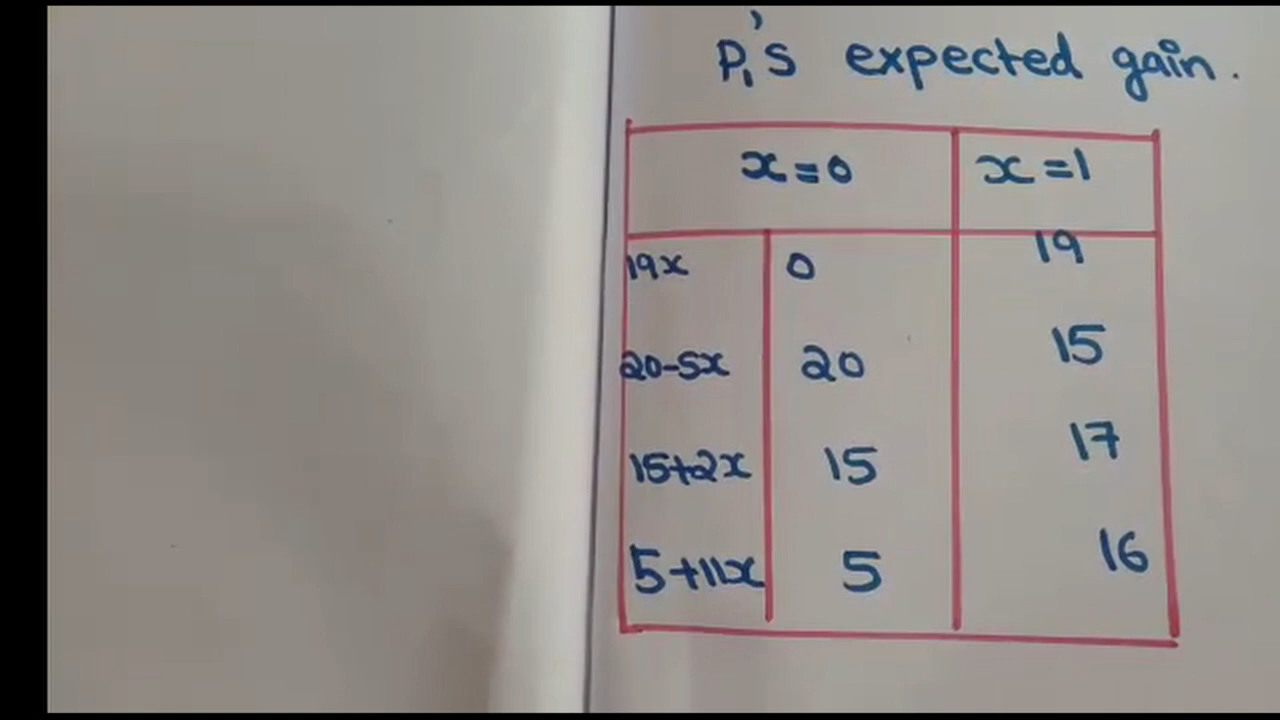 P₁'s expected gain.
x=0 x=1
19x 0 19
20-5x 20 15
15+2x 15 17
5+11x 5 16